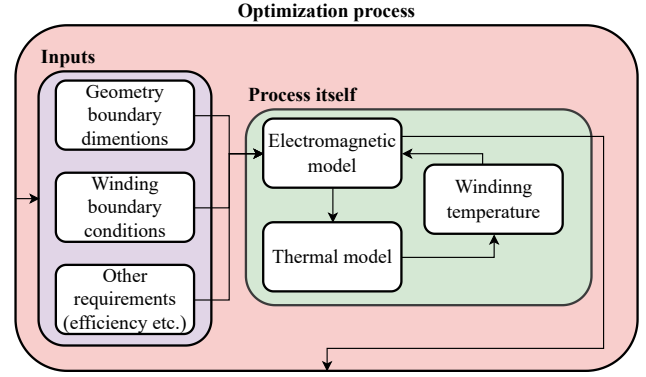 Optimization process
Inputs
Geometry
boundary
dimentions
Winding
boundary
conditions
Other
requirements
(efficiency etc.)
Process itself
Electromagnetic
model
Thermal model
Windinng
temperature